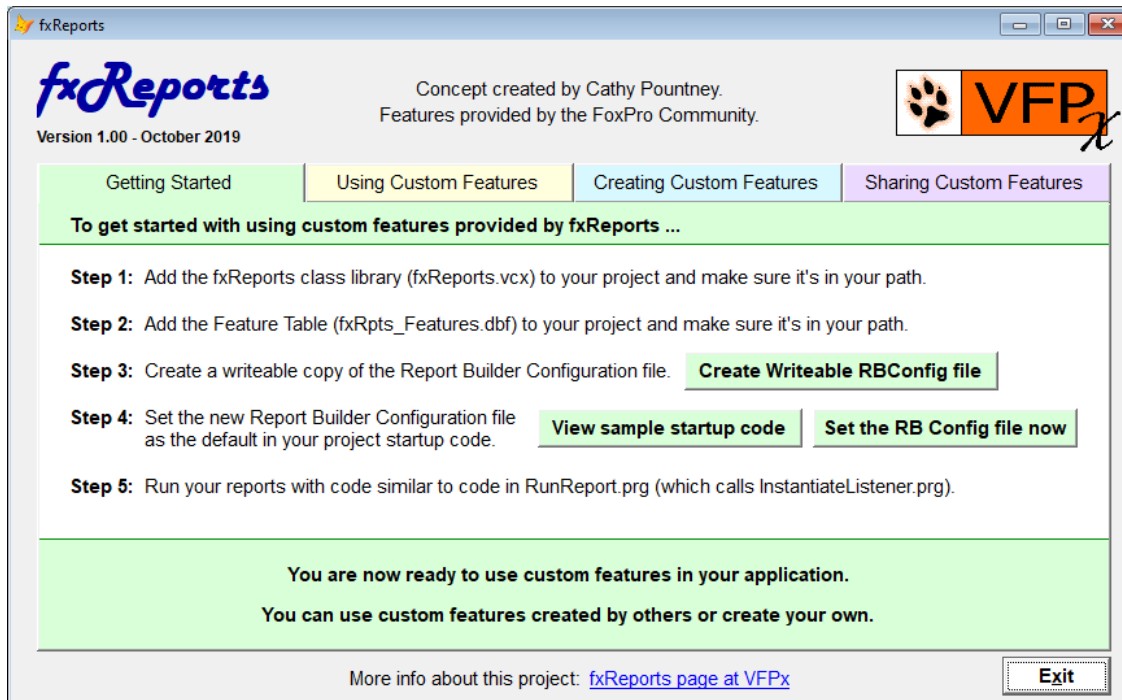 fxReports
fxReports
Version 1.00 - October 2019
Concept created by Cathy Pountney.
Features provided by the FoxPro Community.
VFPx
Getting Started
Using Custom Features
Creating Custom Features
Sharing Custom Features
To get started with using custom features provided by fxReports ...
Step 1: Add the fxReports class library (fxReports.vcx) to your project and make sure it's in your path.
Step 2: Add the Feature Table (fxRpts_Features.dbf) to your project and make sure it's in your path.
Step 3: Create a writeable copy of the Report Builder Configuration file.
Create Writeable RBConfig file
Step 4: Set the new Report Builder Configuration file
as the default in your project startup code.
View sample startup code
Set the RB Config file now
Step 5: Run your reports with code similar to code in RunReport.prg (which calls InstantiateListener.prg).
You are now ready to use custom features in your application.
You can use custom features created by others or create your own.
More info about this project: fxReports page at VFPx
Exit